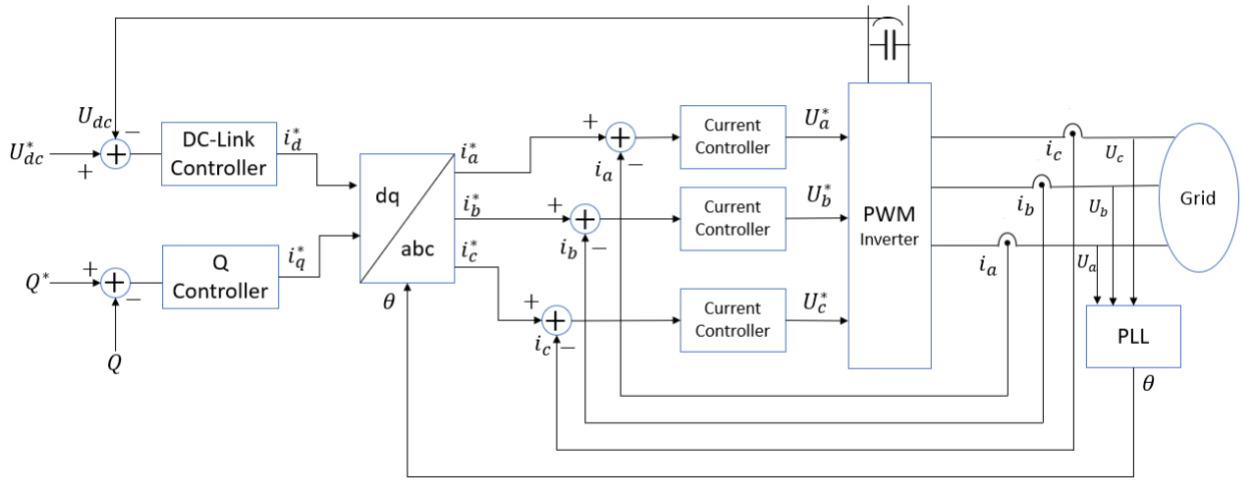 U_dc
−
U*_dc
+
+
DC-Link
Controller
i*_d
Q*
+
+
−
Q
Q
Controller
i*_q
dq
abc
θ
i*_a
i*_b
i*_c
+
+
i_a
−
+
+
i_b
−
+
+
i_c
−
Current
Controller
U*_a
Current
Controller
U*_b
Current
Controller
U*_c
PWM
Inverter
i_c
U_c
i_b
U_b
i_a
U_a
Grid
PLL
θ